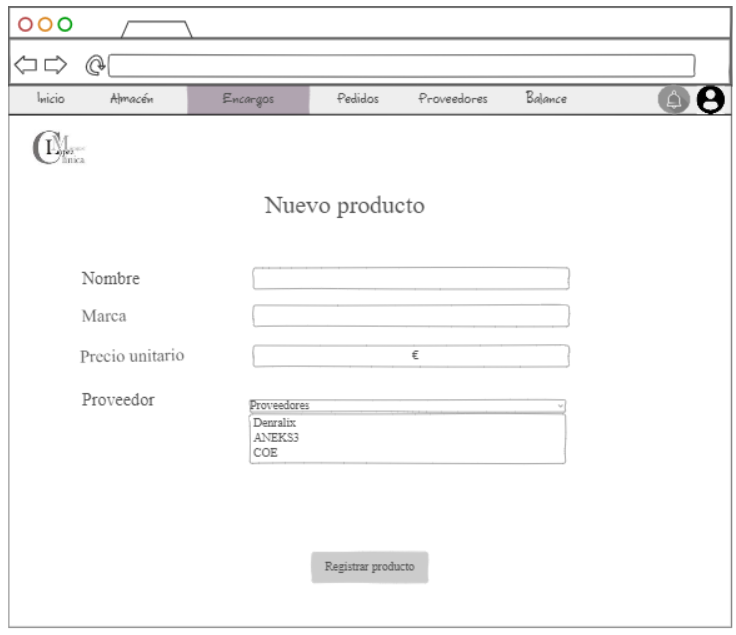 Inicio Almacén Encargos Pedidos Proveedores Balance
Nuevo producto
Nombre
Marca
Precio unitario €
Proveedor Proveedores
Denralix
ANEKS3
COE
Registrar producto